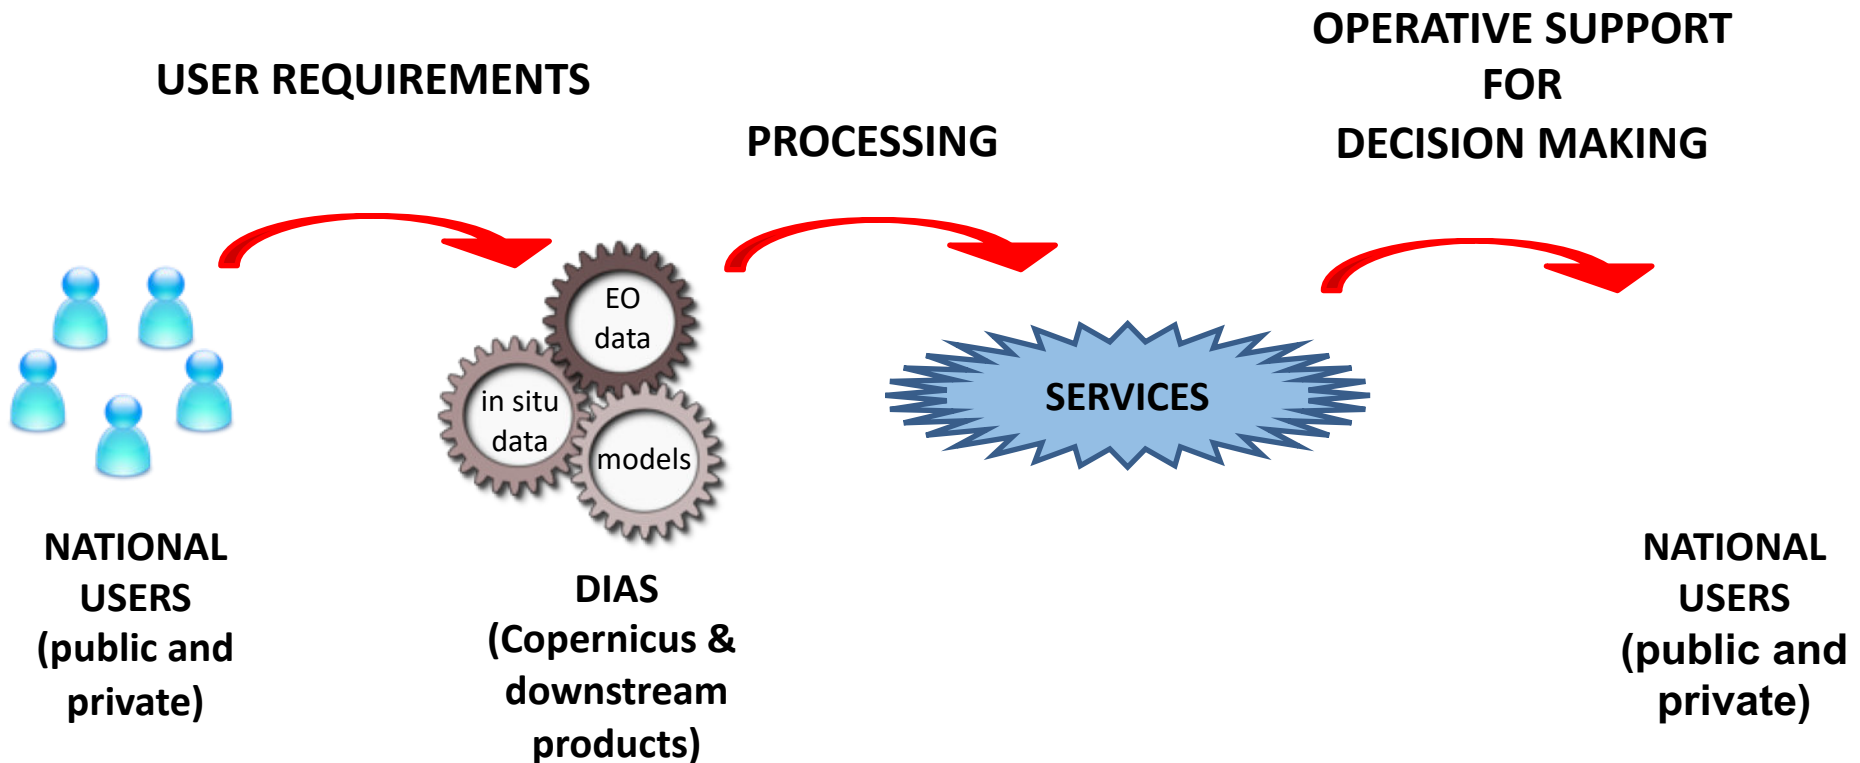 USER REQUIREMENTS
PROCESSING
OPERATIVE SUPPORT
FOR
DECISION MAKING
EO
data
in situ
data
models
SERVICES
NATIONAL
USERS
(public and
private)
DIAS
(Copernicus &
downstream
products)
NATIONAL
USERS
(public and
private)